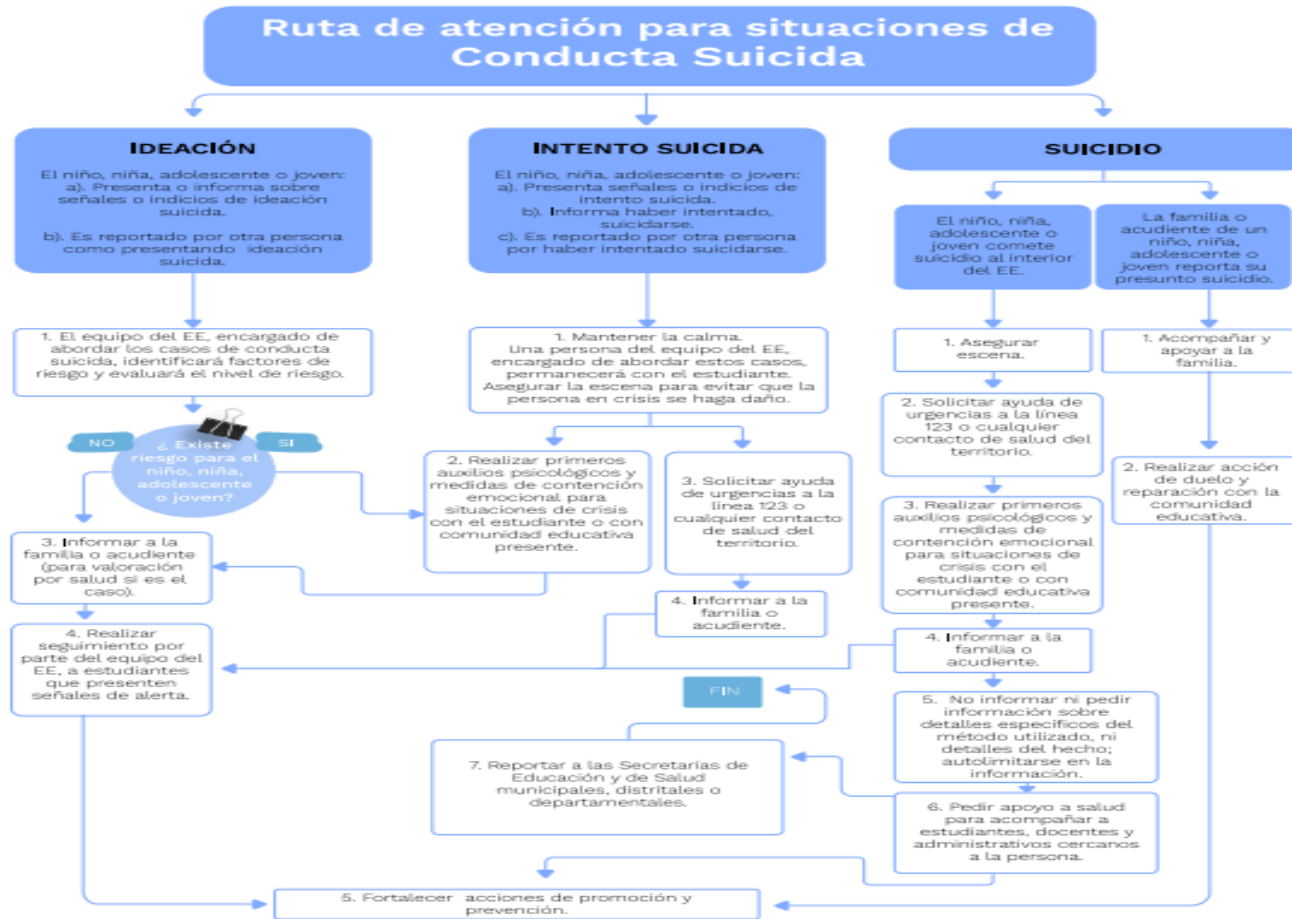 Ruta de atención para situaciones de
Conducta Suicida
IDEACIÓN
El niño, niña, adolescente o joven:
a). Presenta o informa sobre
señales o indicios de ideación
suicida.
b). Es reportado por otra persona
como presentando ideación
suicida.
INTENTO SUICIDA
El niño, niña, adolescente o joven:
a). Presenta señales o indicios de
intento suicida.
b). Informa haber intentado,
suicidarse.
c). Es reportado por otra persona
por haber intentado suicidarse.
SUICIDIO
El niño, niña,
adolescente o
joven comete
suicidio al interior
del EE.
La familia o
acudiente de un
niño, niña,
adolescente o
joven reporta su
presunto suicidio.
1. El equipo del EE, encargado de
abordar los casos de conducta
suicida, identificará factores de
riesgo y evaluará el nivel de riesgo.
NO
SI
¿ Existe
riesgo para el
niño, niña,
adolescente
o joven?
3. Informar a la
familia o acudiente
(para valoración
por salud si es el
caso).
4. Realizar
seguimiento por
parte del equipo del
EE, a estudiantes
que presenten
señales de alerta.
1. Mantener la calma.
Una persona del equipo del EE,
encargado de abordar estos casos,
permanecerá con el estudiante.
Asegurar la escena para evitar que la
persona en crisis se haga daño.
2. Realizar primeros
auxilios psicológicos y
medidas de contención
emocional para
situaciones de crisis
con el estudiante o con
comunidad educativa
presente.
3. Solicitar ayuda
de urgencias a la
línea 123 o
cualquier contacto
de salud del
territorio.
4. Informar a la
familia o
acudiente.
1. Asegurar
escena.
2. Solicitar ayuda de
urgencias a la línea
123 o cualquier
contacto de salud del
territorio.
3. Realizar primeros
auxilios psicológicos y
medidas de
contención emocional
para situaciones de
crisis con el
estudiante o con
comunidad educativa
presente.
4. Informar a la
familia o
acudiente.
5. No informar ni pedir
información sobre
detalles específicos del
método utilizado, ni
detalles del hecho;
autolimitarse en la
información.
6. Pedir apoyo a salud
para acompañar a
estudiantes, docentes y
administrativos cercanos
a la persona.
1. Acompañar y
apoyar a la
familia.
2. Realizar acción
de duelo y
reparación con la
comunidad
educativa.
FIN
7. Reportar a las Secretarías de
Educación y de Salud
municipales, distritales o
departamentales.
5. Fortalecer acciones de promoción y
prevención.